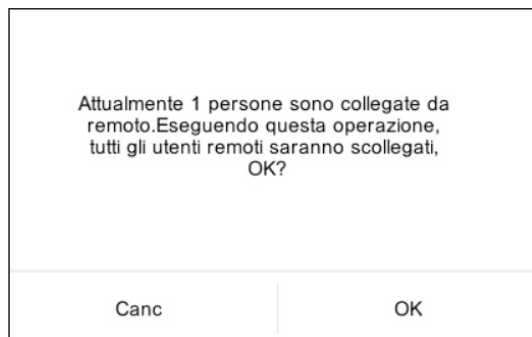 Attualmente 1 persone sono collegate da
remoto.Eseguendo questa operazione,
tutti gli utenti remoti saranno scollegati,
OK?
Canc
OK